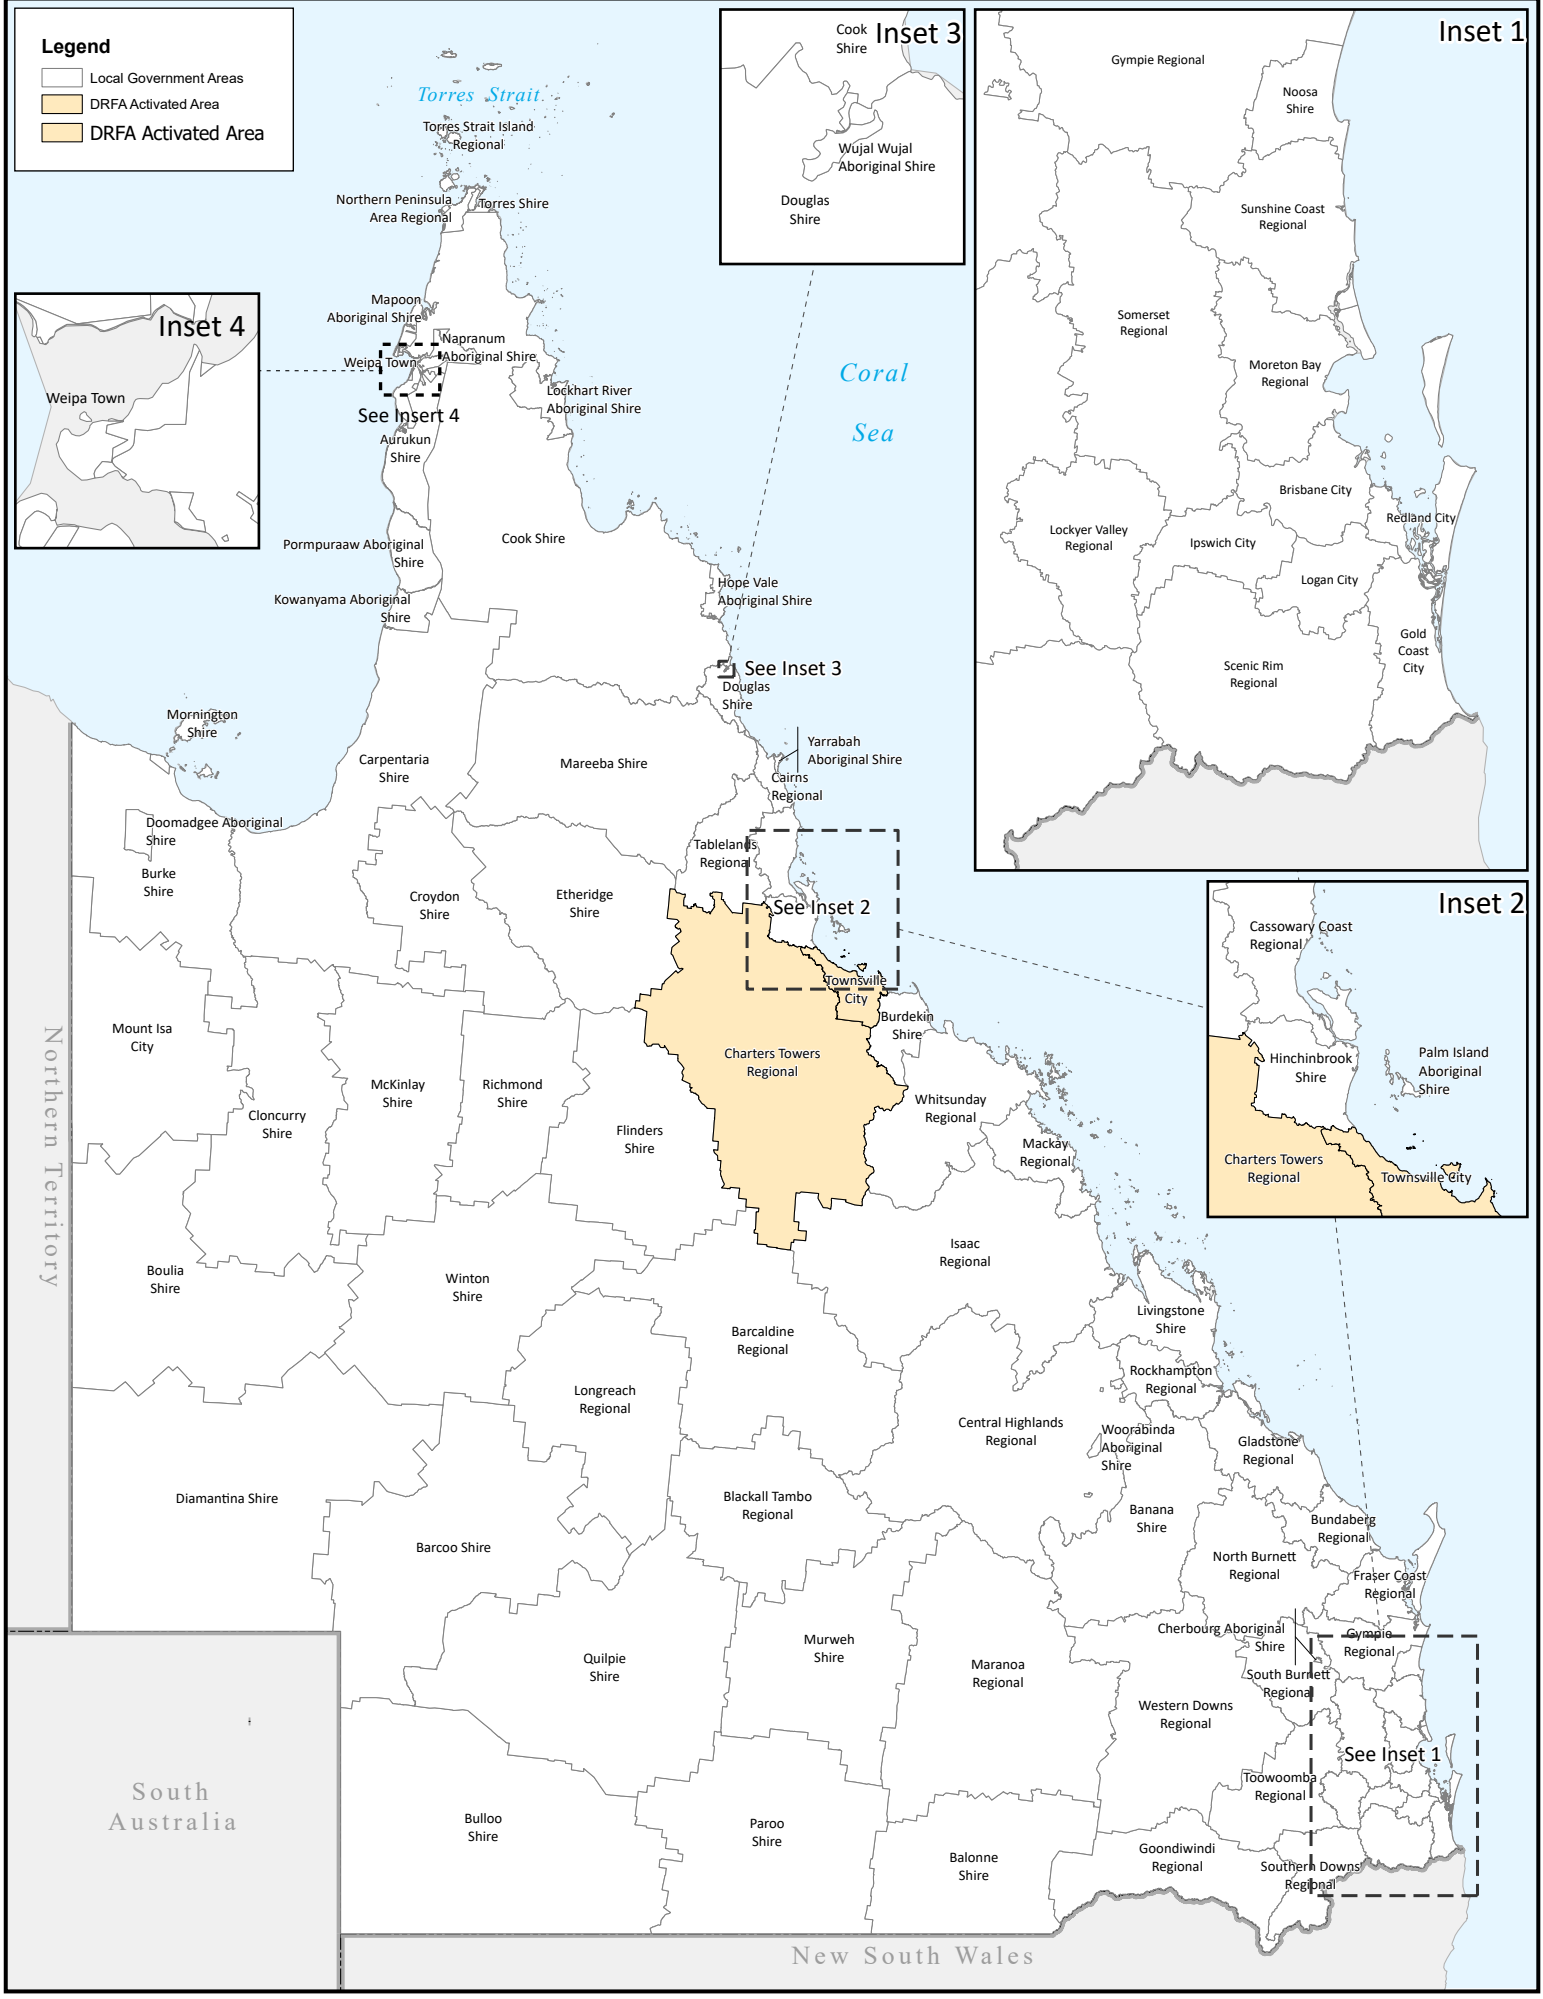 Legend
Local Government Areas
DRFA Activated Area
DRFA Activated Area
Torres Strait
Torres Strait Island
Regional
Northern Peninsula
Area Regional
Torres Shire
Mapoon
Aboriginal Shire
Napranum
Aboriginal Shire
Weipa Town
See Insert 4
Lockhart River
Aboriginal Shire
Aurukun
Shire
Inset 4
Weipa Town
Coral
Sea
Inset 3
Cook
Shire
Wujal Wujal
Aboriginal Shire
Douglas
Shire
Inset 1
Gympie Regional
Noosa
Shire
Sunshine Coast
Regional
Somerset
Regional
Moreton Bay
Regional
Brisbane City
Redland City
Lockyer Valley
Regional
Ipswich City
Logan City
Gold
Coast
City
Scenic Rim
Regional
Cook Shire
Pormpuraaw Aboriginal
Shire
Kowanyama Aboriginal
Shire
Hope Vale
Aboriginal Shire
See Inset 3
Douglas
Shire
Mornington
Shire
Carpentaria
Shire
Mareeba Shire
Yarrabah
Aboriginal Shire
Cairns
Regional
Doomadgee Aboriginal
Shire
Burke
Shire
Croydon
Shire
Etheridge
Shire
Tablelands
Regional
See Inset 2
Inset 2
Cassowary Coast
Regional
Hinchinbrook
Shire
Palm Island
Aboriginal
Shire
Charters Towers
Regional
Townsville City
Townsville
City
Burdekin
Shire
Mount Isa
City
Cloncurry
Shire
McKinlay
Shire
Richmond
Shire
Flinders
Shire
Charters Towers
Regional
Whitsunday
Regional
Mackay
Regional
Northern Territory
Boulia
Shire
Winton
Shire
Isaac
Regional
Livingstone
Shire
Barcaldine
Regional
Rockhampton
Regional
Longreach
Regional
Central Highlands
Regional
Woorabinda
Aboriginal
Shire
Gladstone
Regional
Diamantina Shire
Blackall Tambo
Regional
Banana
Shire
Bundaberg
Regional
Barcoo Shire
North Burnett
Regional
Fraser Coast
Regional
Cherbourg Aboriginal
Shire
Gympie
Regional
Quilpie
Shire
Murweh
Shire
Maranoa
Regional
South Burnett
Regional
Western Downs
Regional
See Inset 1
Toowoomba
Regional
South
Australia
Bulloo
Shire
Paroo
Shire
Balonne
Shire
Goondiwindi
Regional
Southern Downs
Regional
New South Wales